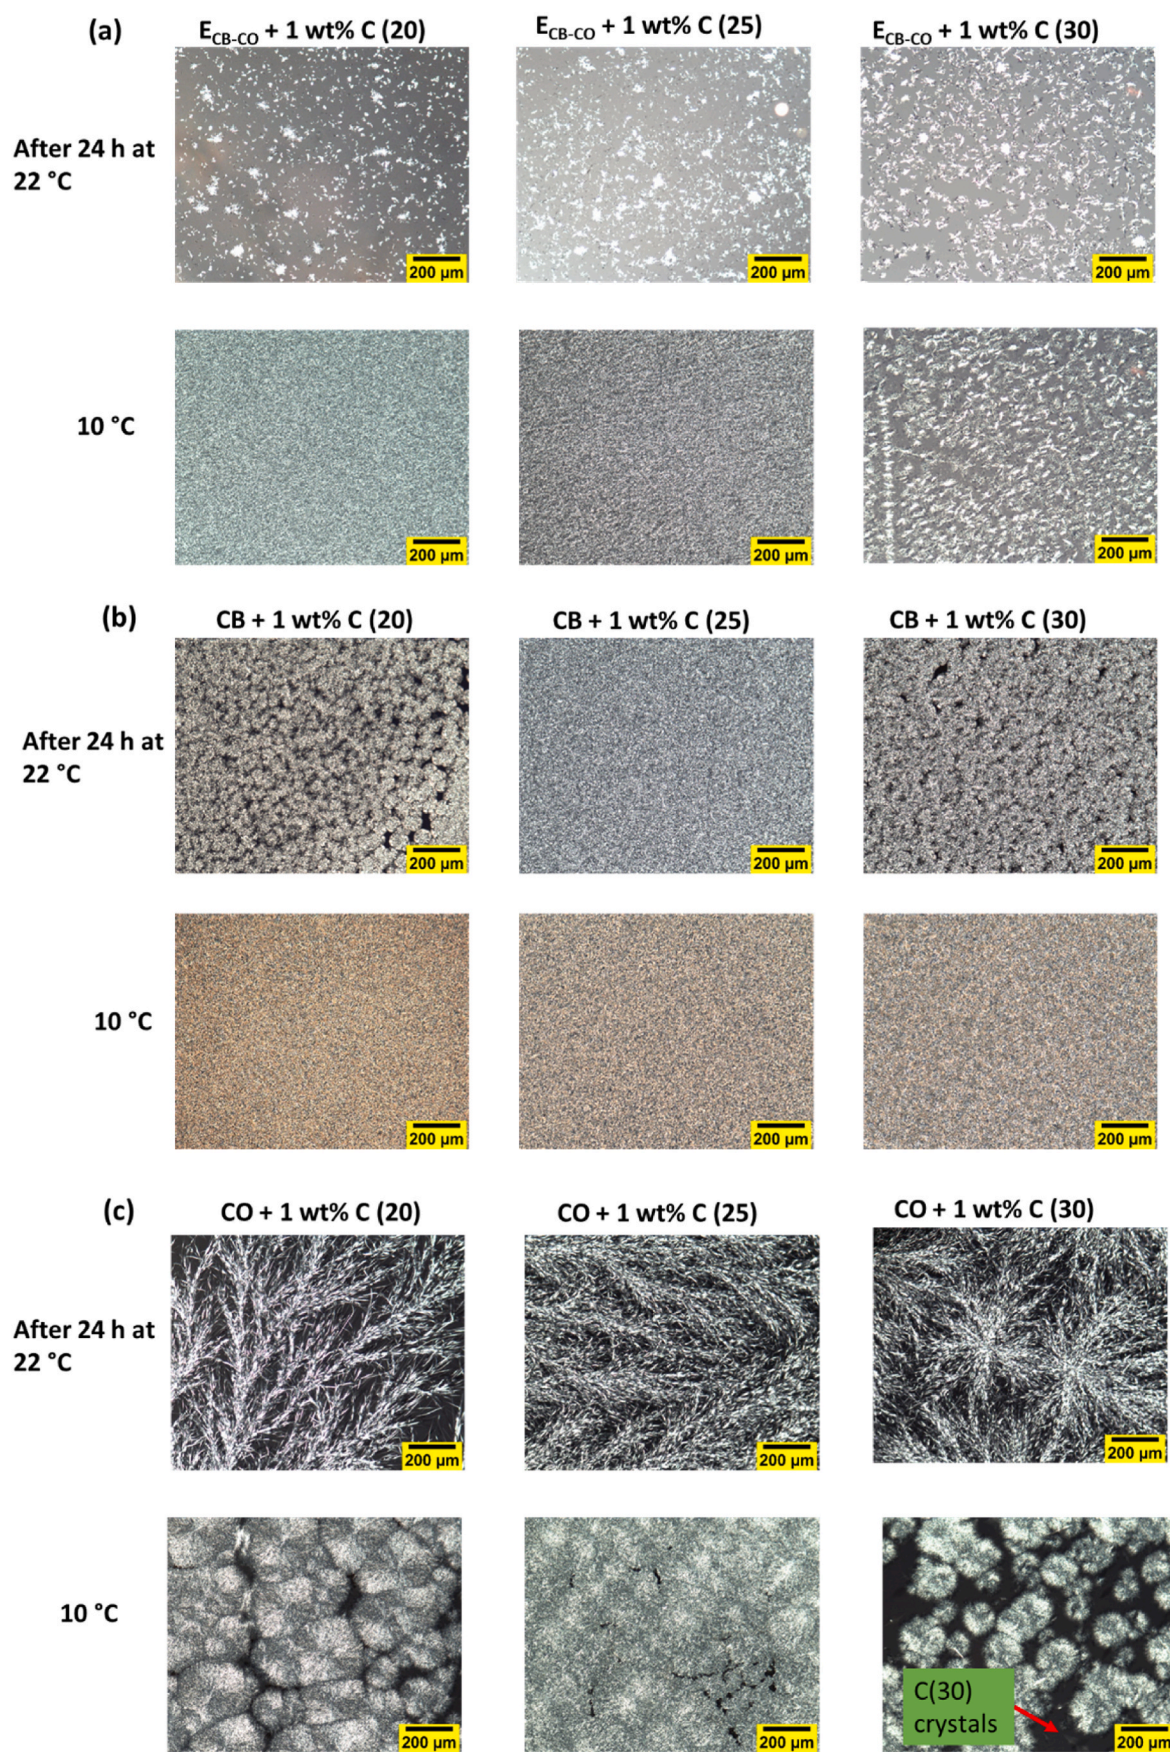 (a)
E_CB-CO + 1 wt% C (20)
E_CB-CO + 1 wt% C (25)
E_CB-CO + 1 wt% C (30)
After 24 h at
22 °C
200 µm
200 µm
200 µm
10 °C
200 µm
200 µm
200 µm
(b)
CB + 1 wt% C (20)
CB + 1 wt% C (25)
CB + 1 wt% C (30)
After 24 h at
22 °C
200 µm
200 µm
200 µm
10 °C
200 µm
200 µm
200 µm
(c)
CO + 1 wt% C (20)
CO + 1 wt% C (25)
CO + 1 wt% C (30)
After 24 h at
22 °C
200 µm
200 µm
200 µm
10 °C
C(30)
crystals
200 µm
200 µm
200 µm